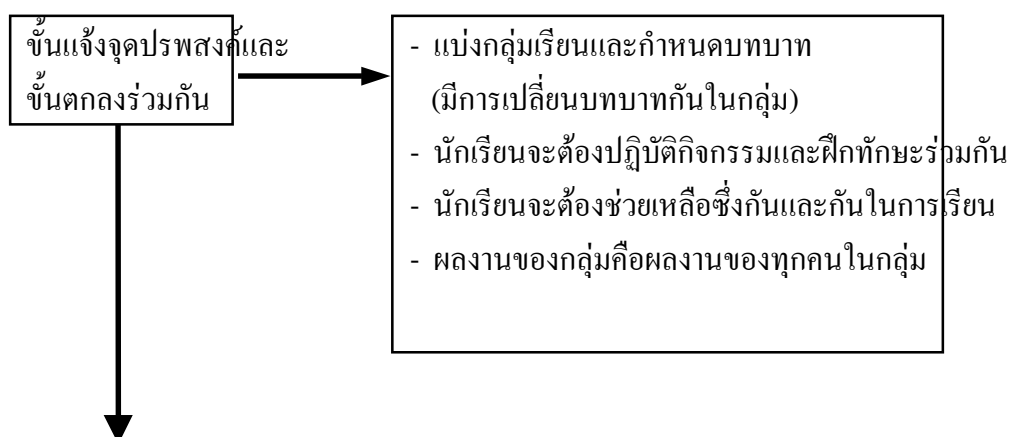 ขั้นแจ้งจุดปรพสงค์และ
ขั้นตกลงร่วมกัน
- แบ่งกลุ่มเรียนและกำหนดบทบาท
(มีการเปลี่ยนบทบาทกันในกลุ่ม)
- นักเรียนจะต้องปฏิบัติกิจกรรมและฝึกทักษะร่วมกัน
- นักเรียนจะต้องช่วยเหลือซึ่งกันและกันในการเรียน
- ผลงานของกลุ่มคือผลงานของทุกคนในกลุ่ม